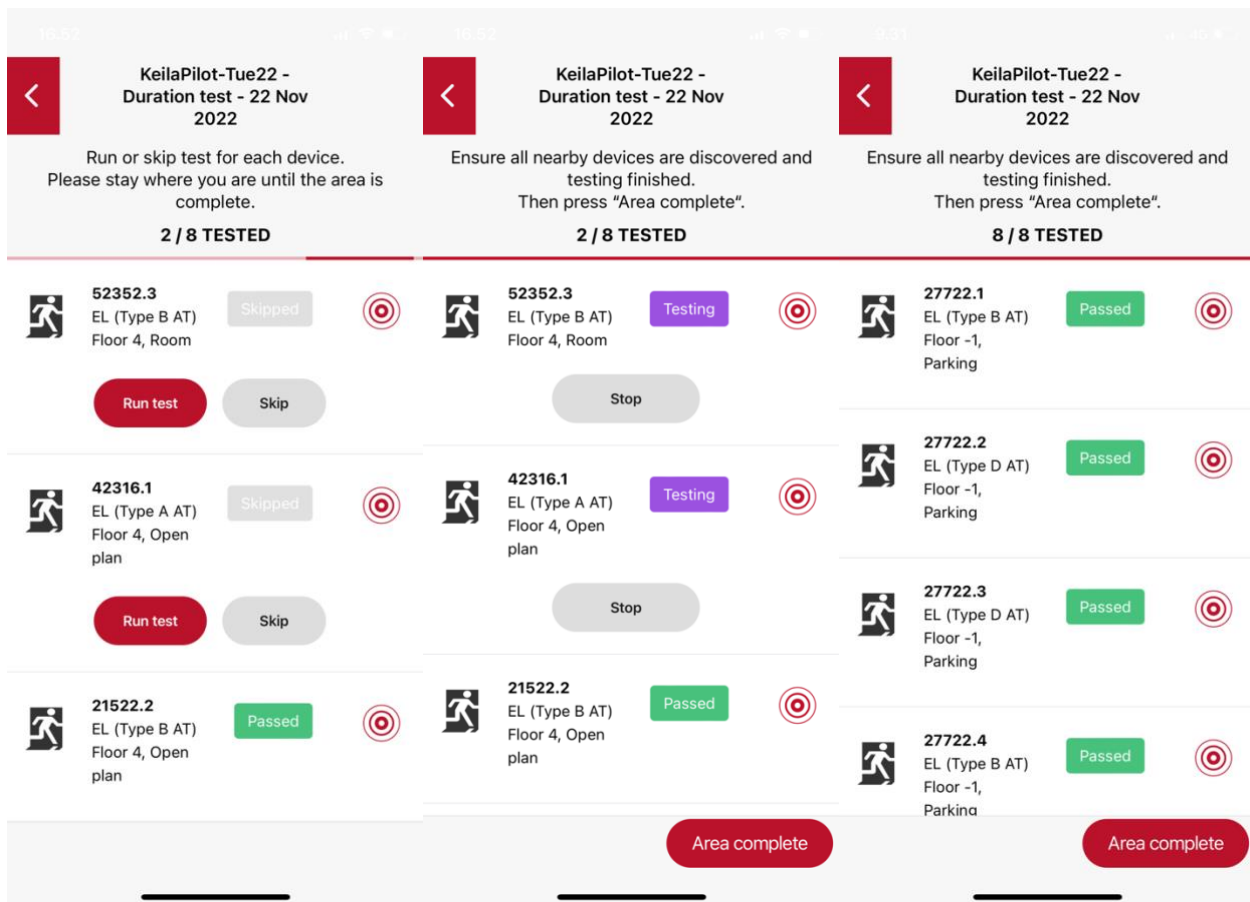 16.52
KeilaPilot-Tue22 -
Duration test - 22 Nov
2022
Run or skip test for each device.
Please stay where you are until the area is
complete.
2 / 8 TESTED
52352.3
EL (Type B AT)
Floor 4, Room
Skipped
Run test
Skip
42316.1
EL (Type A AT)
Floor 4, Open
plan
Skipped
Run test
Skip
21522.2
EL (Type B AT)
Floor 4, Open
plan
Passed
16.52
KeilaPilot-Tue22 -
Duration test - 22 Nov
2022
Ensure all nearby devices are discovered and
testing finished.
Then press “Area complete“.
2 / 8 TESTED
52352.3
EL (Type B AT)
Floor 4, Room
Testing
Stop
42316.1
EL (Type A AT)
Floor 4, Open
plan
Testing
Stop
21522.2
EL (Type B AT)
Floor 4, Open
plan
Passed
Area complete
9.31
4G
KeilaPilot-Tue22 -
Duration test - 22 Nov
2022
Ensure all nearby devices are discovered and
testing finished.
Then press “Area complete“.
8 / 8 TESTED
27722.1
EL (Type B AT)
Floor -1,
Parking
Passed
27722.2
EL (Type D AT)
Floor -1,
Parking
Passed
27722.3
EL (Type D AT)
Floor -1,
Parking
Passed
27722.4
EL (Type B AT)
Floor -1,
Parking
Passed
Area complete